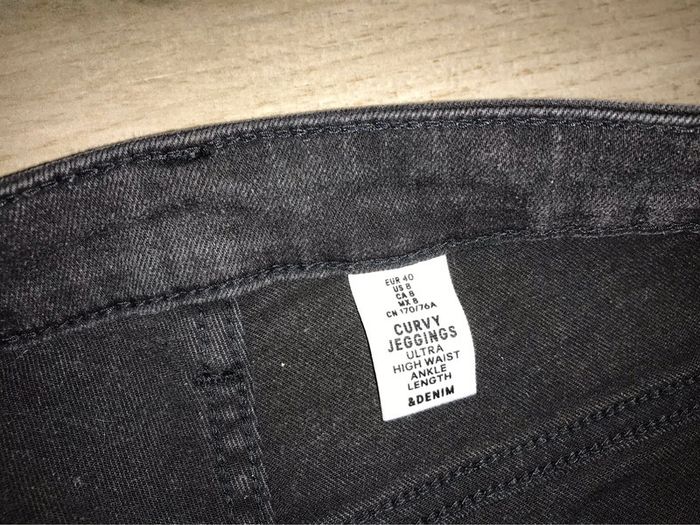 EUR 40
US 8
CA 8
MX 8
CN 170/76A
CURVY
JEGGINGS
ULTRA
HIGH WAIST
ANKLE
LENGTH
&DENIM